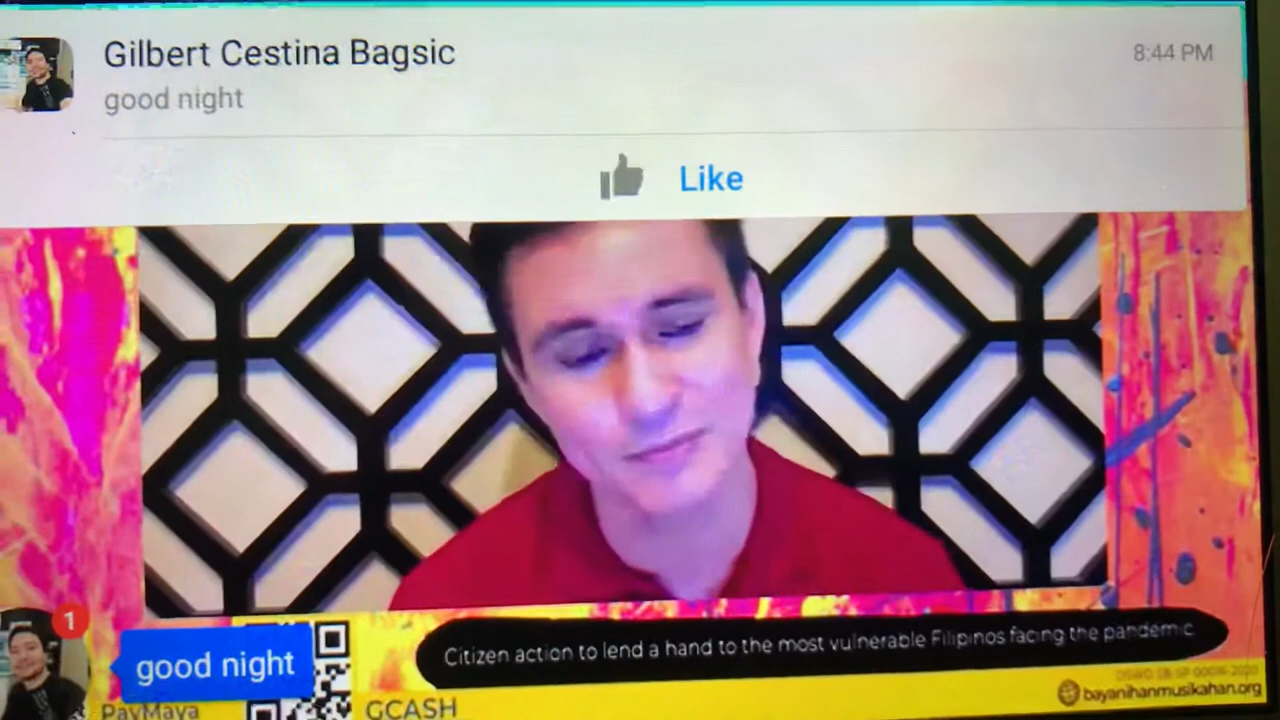 Gilbert Cestina Bagsic
8:44 PM
good night
Like
1
good night
Citizen action to lend a hand to the most vulnerable Filipinos facing the pandemic
bayanihanmusikahan.org
PayMaya
GCASH